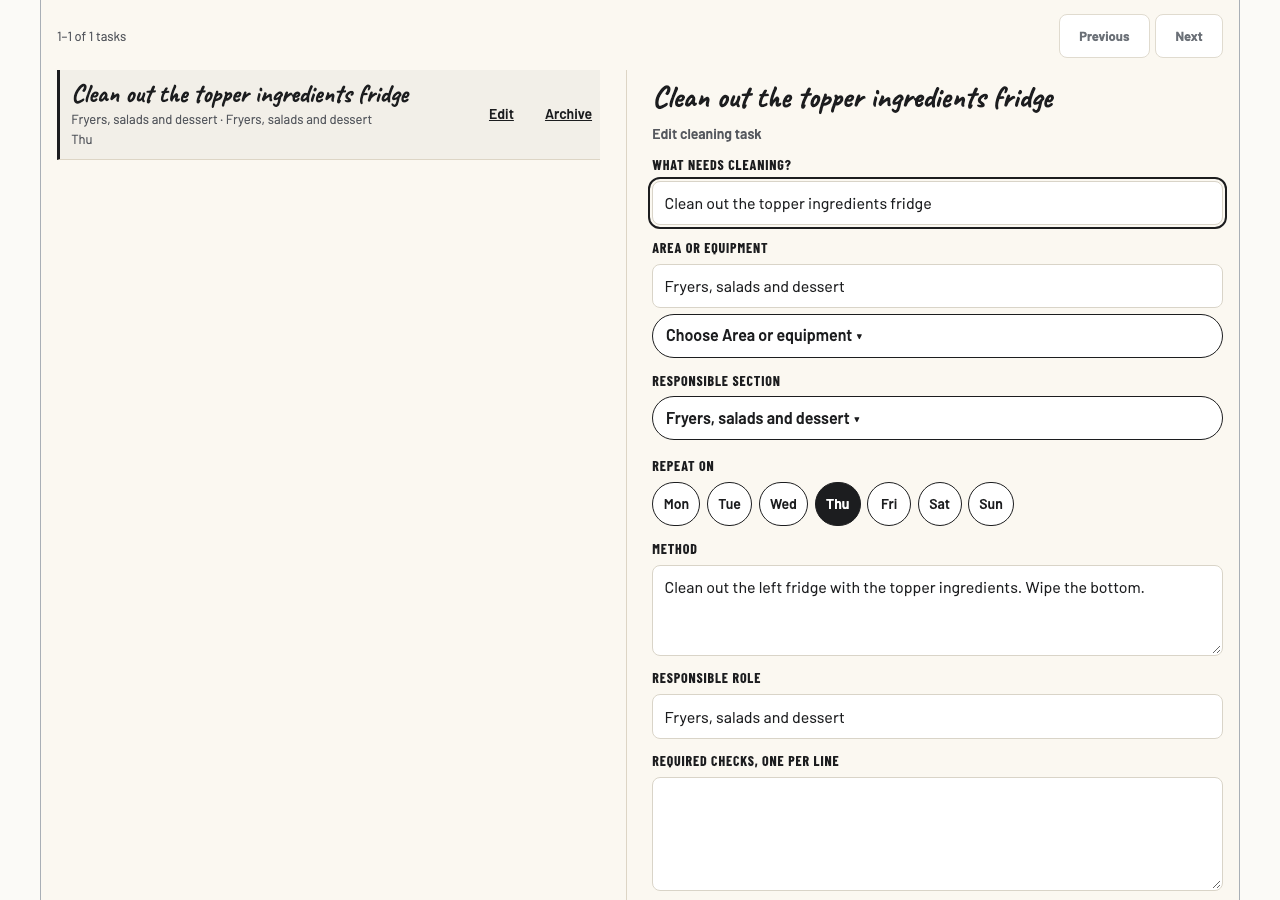 1–1 of 1 tasks
Previous
Next
Clean out the topper ingredients fridge
Fryers, salads and dessert · Fryers, salads and dessert
Thu
Edit
Archive
Clean out the topper ingredients fridge
Edit cleaning task
WHAT NEEDS CLEANING?
Clean out the topper ingredients fridge
AREA OR EQUIPMENT
Fryers, salads and dessert
Choose Area or equipment ▾
RESPONSIBLE SECTION
Fryers, salads and dessert ▾
REPEAT ON
Mon Tue Wed Thu Fri Sat Sun
METHOD
Clean out the left fridge with the topper ingredients. Wipe the bottom.
RESPONSIBLE ROLE
Fryers, salads and dessert
REQUIRED CHECKS, ONE PER LINE